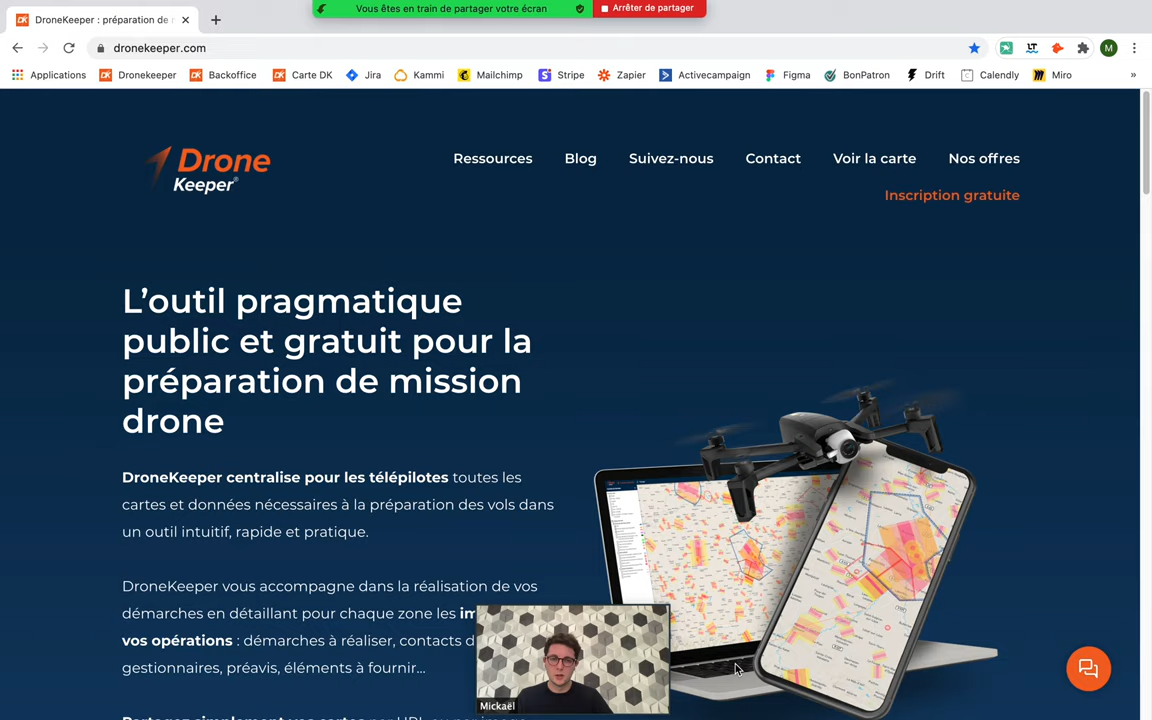 Vous êtes en train de partager votre écran
Arrêter de partager
DroneKeeper : préparation de
dronekeeper.com
LT
M
Applications
Dronekeeper
Backoffice
Carte DK
Jira
Kammi
Mailchimp
Stripe
Zapier
Activecampaign
Figma
BonPatron
Drift
Calendly
Miro
»
Drone
Keeper®
Ressources
Blog
Suivez-nous
Contact
Voir la carte
Nos offres
Inscription gratuite
L’outil pragmatique
public et gratuit pour la
préparation de mission
drone
DroneKeeper centralise pour les télépilotes toutes les
cartes et données nécessaires à la préparation des vols dans
un outil intuitif, rapide et pratique.
DroneKeeper vous accompagne dans la réalisation de vos
démarches en détaillant pour chaque zone les
vos opérations : démarches à réaliser, contacts
gestionnaires, préavis, éléments à fournir...
Mickaël